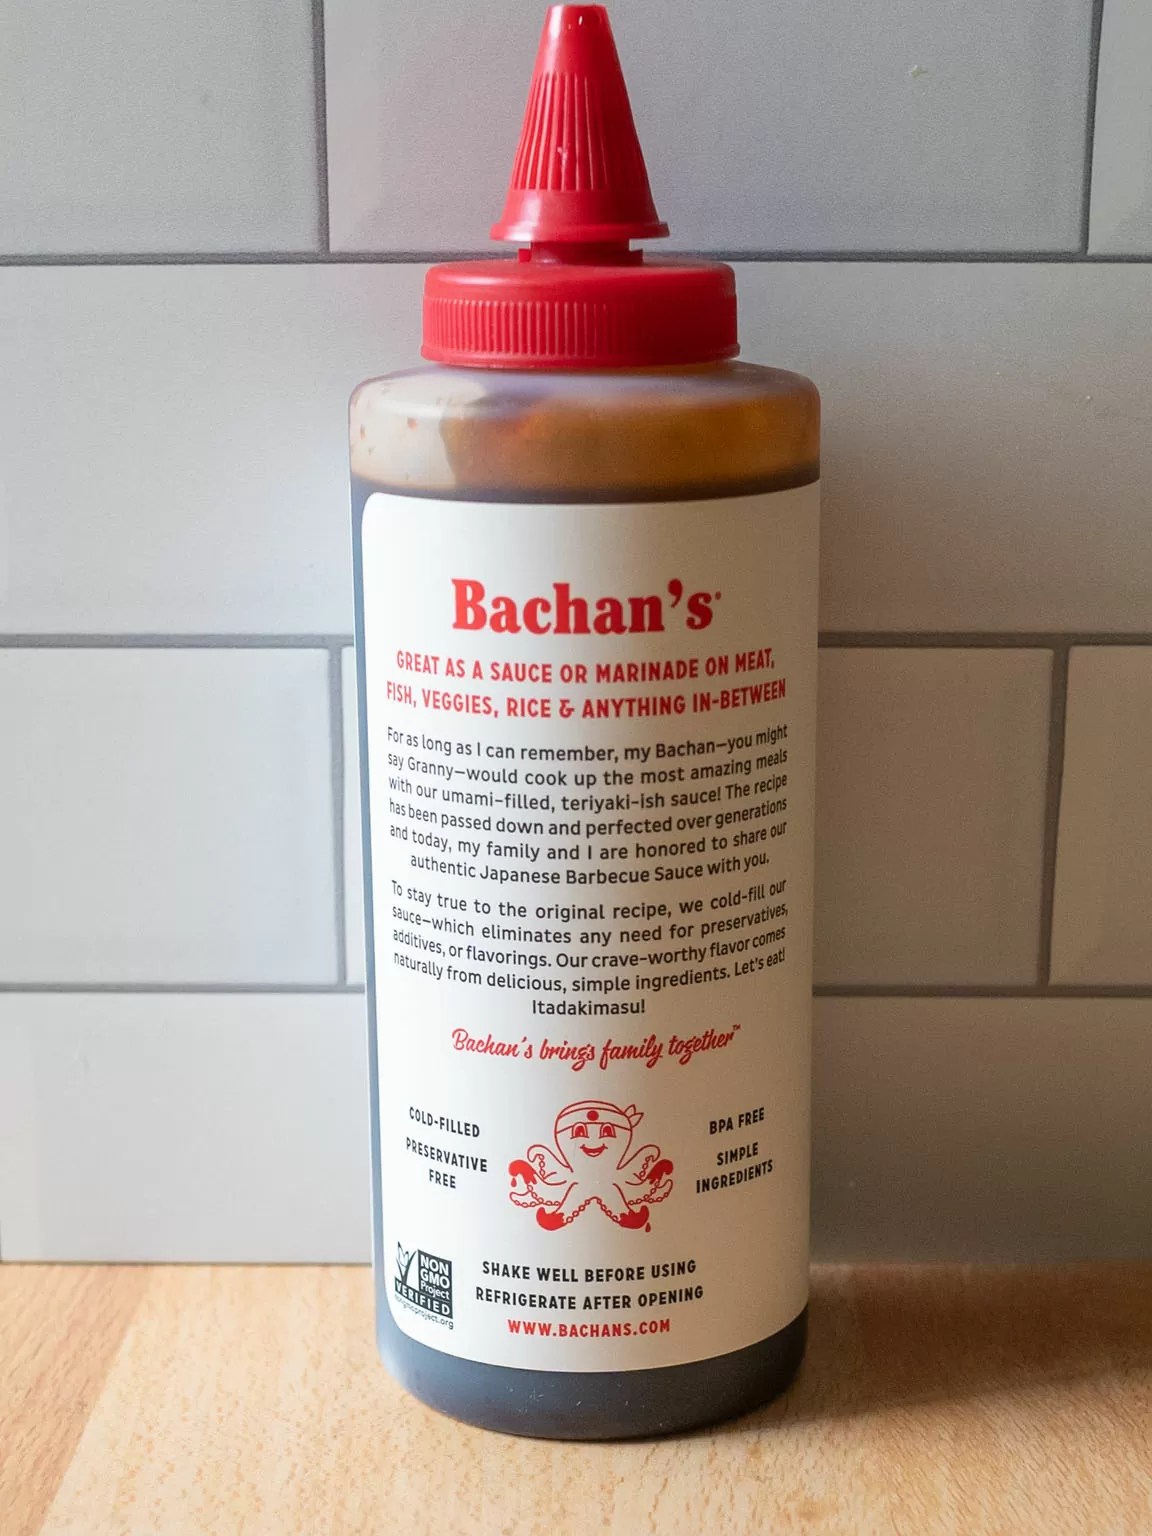 Bachan's®
GREAT AS A SAUCE OR MARINADE ON MEAT,
FISH, VEGGIES, RICE & ANYTHING IN-BETWEEN
For as long as I can remember, my Bachan—you might
say Granny—would cook up the most amazing meals
with our umami-filled, teriyaki-ish sauce! The recipe
has been passed down and perfected over generations
and today, my family and I are honored to share our
authentic Japanese Barbecue Sauce with you.
To stay true to the original recipe, we cold-fill our
sauce—which eliminates any need for preservatives,
additives, or flavorings. Our crave-worthy flavor comes
naturally from delicious, simple ingredients. Let's eat!
Itadakimasu!
Bachan's brings family together™
COLD-FILLED
PRESERVATIVE
FREE
BPA FREE
SIMPLE
INGREDIENTS
NON
GMO
Project
VERIFIED
nongmoproject.org
SHAKE WELL BEFORE USING
REFRIGERATE AFTER OPENING
WWW.BACHANS.COM